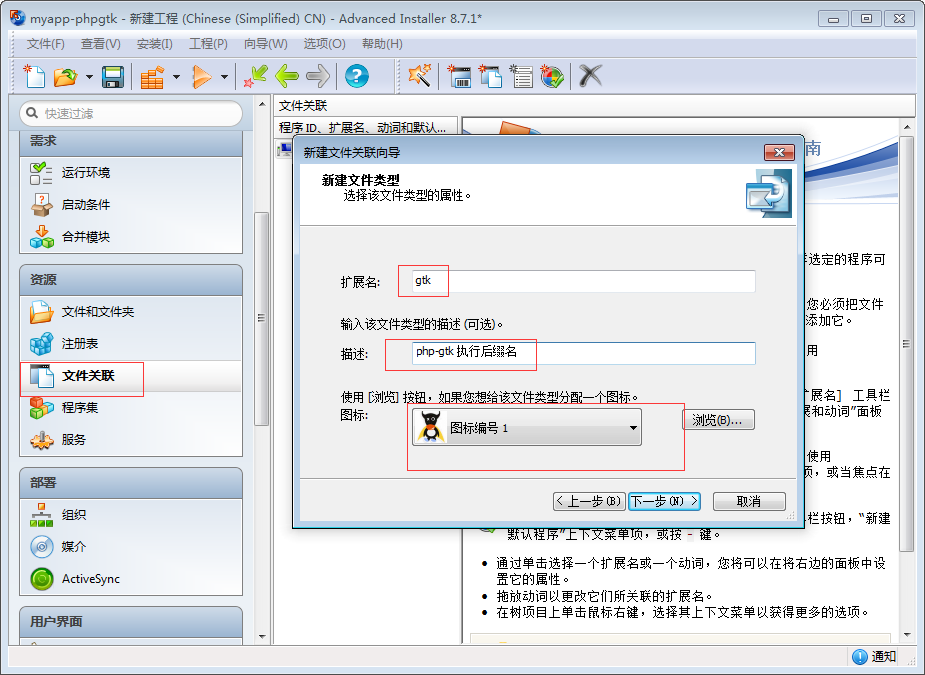 myapp-phpgtk - 新建工程 (Chinese (Simplified) CN) - Advanced Installer 8.7.1*
文件(F) 查看(V) 安装(I) 工程(P) 向导(W) 选项(O) 帮助(H)
快速过滤
需求
运行环境
启动条件
合并模块
资源
文件和文件夹
注册表
文件关联
程序集
服务
部署
组织
媒介
ActiveSync
用户界面
文件关联
程序 ID、扩展名、动词和默认...
新建文件关联向导
新建文件类型
选择该文件类型的属性。
扩展名:
gtk
输入该文件类型的描述 (可选)。
描述:
php-gtk 执行后缀名
使用 [浏览] 按钮，如果您想给该文件类型分配一个图标。
图标:
图标编号 1
浏览(B)...
< 上一步(B)
下一步(N) >
取消
南
选定的程序可
您必须把文件
添加它。
用
扩展名] 工具栏
展和动词”面板
使用
项，或当焦点在
栏按钮，“新建
默认程序”上下文菜单项，或按 - 键。
• 通过单击选择一个扩展名或一个动词，您将可以在将右边的面板中设
置它的属性。
• 拖放动词以更改它们所关联的扩展名。
• 在树项目上单击鼠标右键，选择其上下文菜单以获得更多的选项。
通知